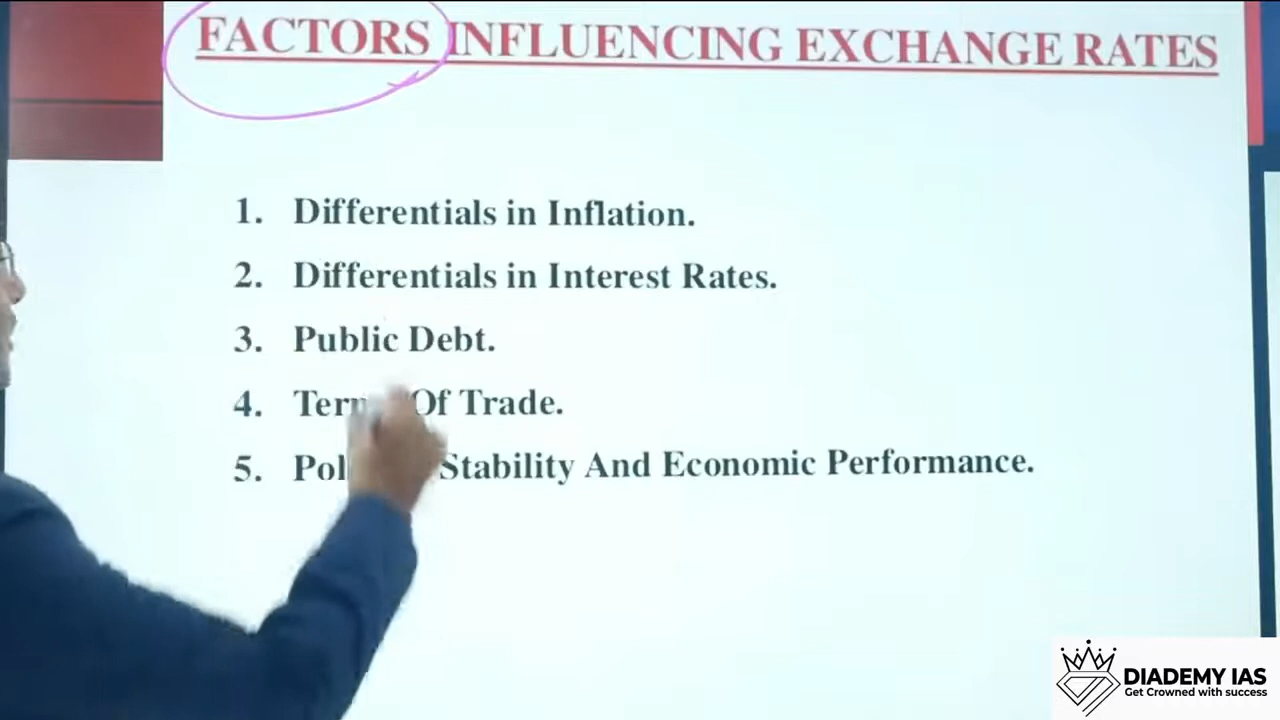 FACTORS INFLUENCING EXCHANGE RATES
1. Differentials in Inflation.
2. Differentials in Interest Rates.
3. Public Debt.
4. Of Trade.
5. Stability And Economic Performance.
DIADEMY IAS
Get Crowned with success